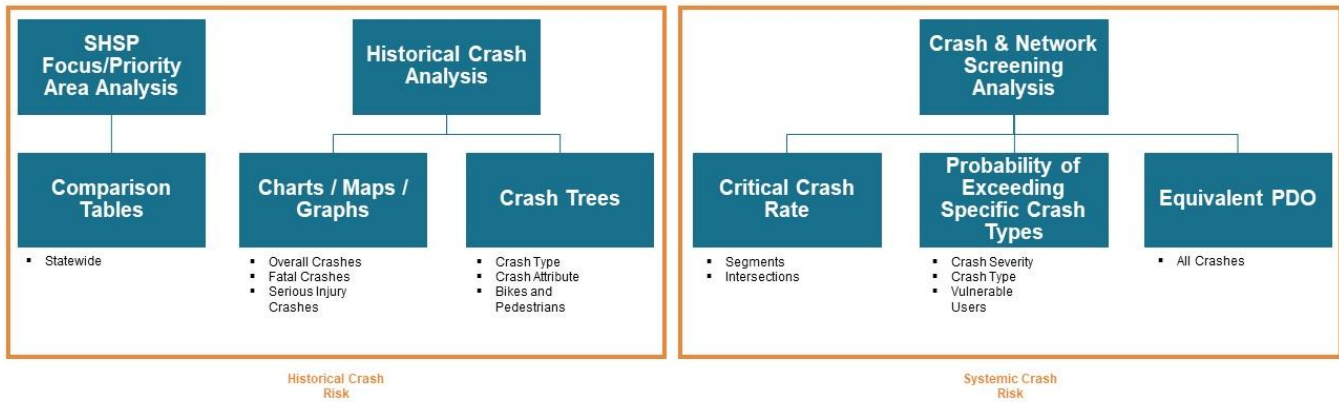 SHSP
Focus/Priority
Area Analysis
Historical Crash
Analysis
Comparison
Tables
Charts / Maps /
Graphs
Crash Trees
▪ Statewide
▪ Overall Crashes
▪ Fatal Crashes
▪ Serious Injury
Crashes
▪ Crash Type
▪ Crash Attribute
▪ Bikes and
Pedestrians
Historical Crash
Risk
Crash & Network
Screening
Analysis
Critical Crash
Rate
Probability of
Exceeding
Specific Crash
Types
Equivalent PDO
▪ Segments
▪ Intersections
▪ Crash Severity
▪ Crash Type
▪ Vulnerable
Users
▪ All Crashes
Systemic Crash
Risk